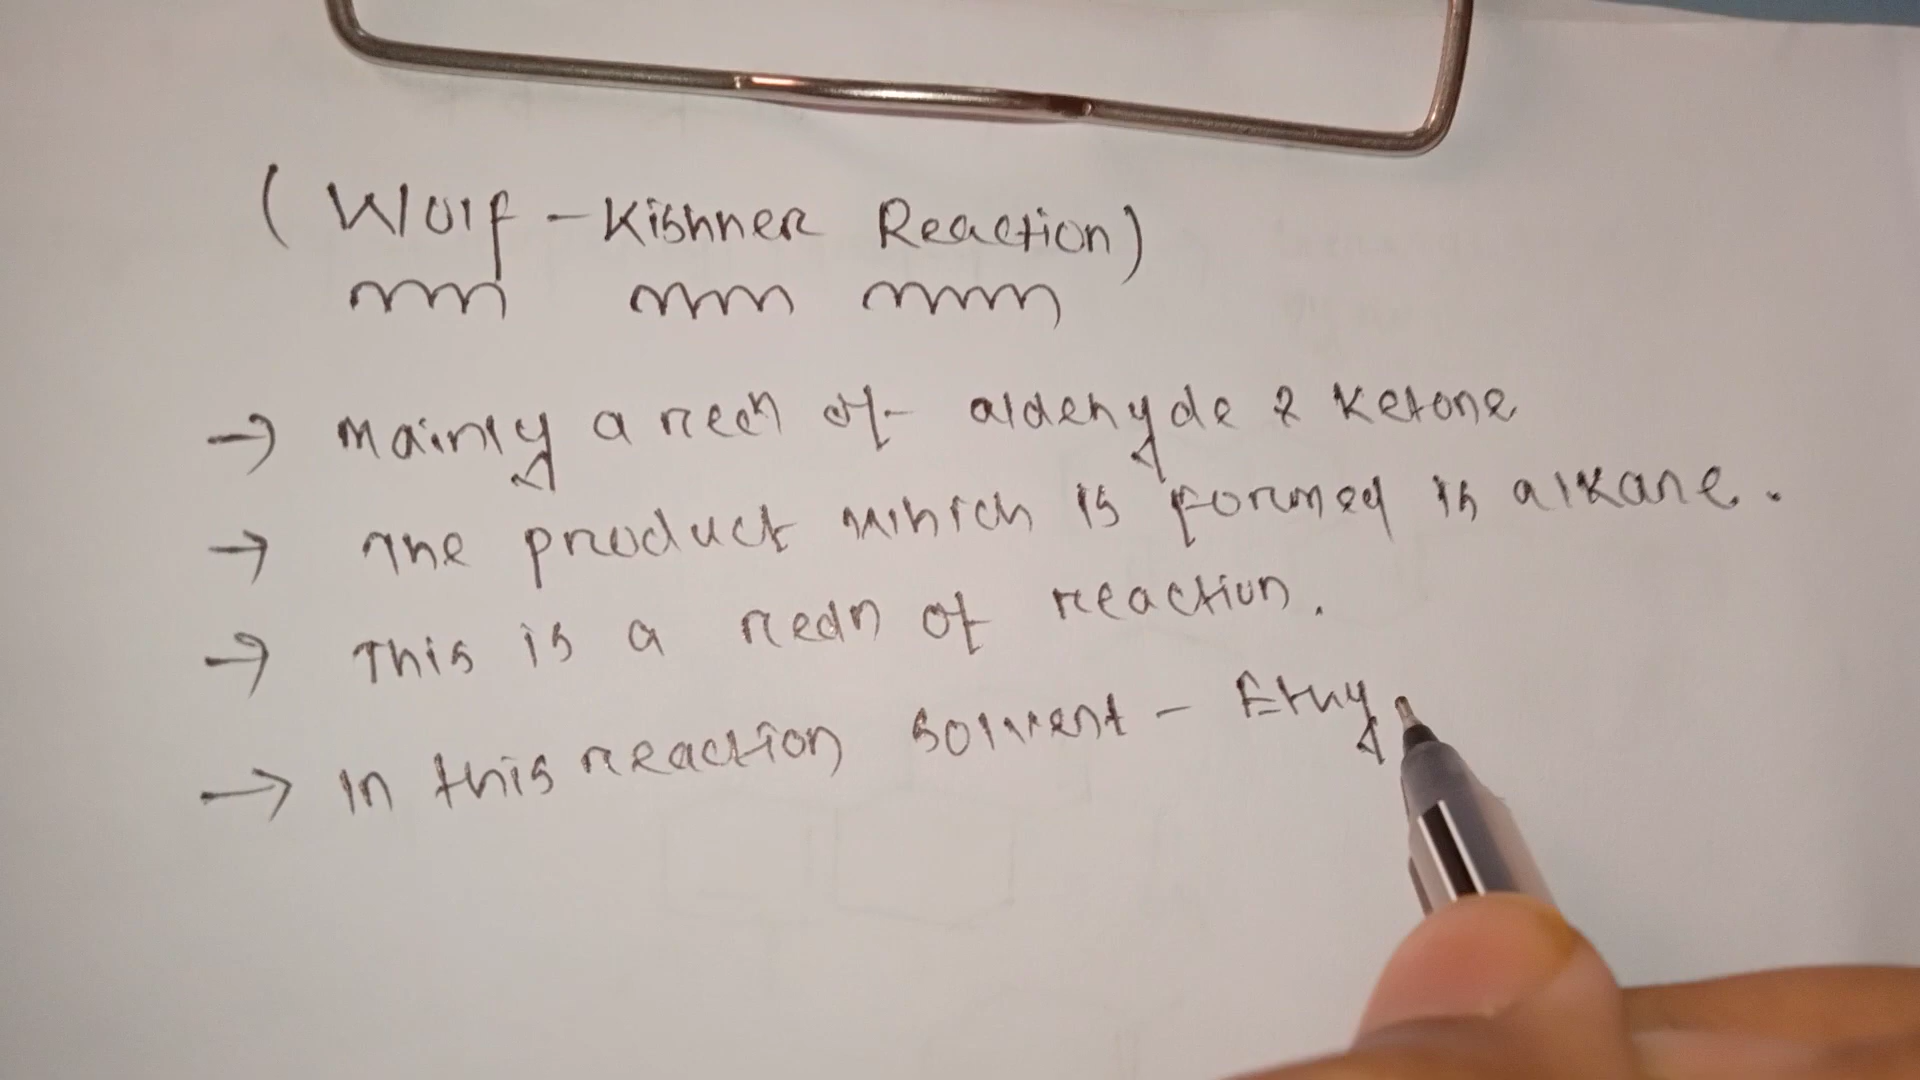 (Wolf-Kishner Reaction)
→ Mainly a recn of aldehyde & Ketone
→ The product which is formed is alkane.
→ This is a redn of reaction.
→ In this reaction solvent - Ethy